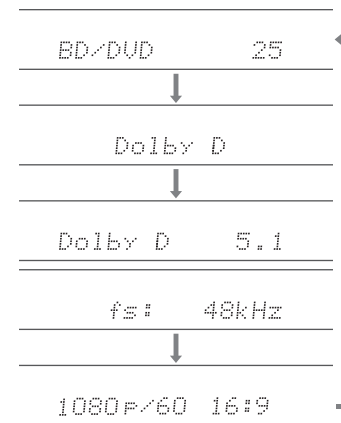 BD/DVD 25
Dolby D
Dolby D 5.1
fs: 48kHz
1080p/60 16:9